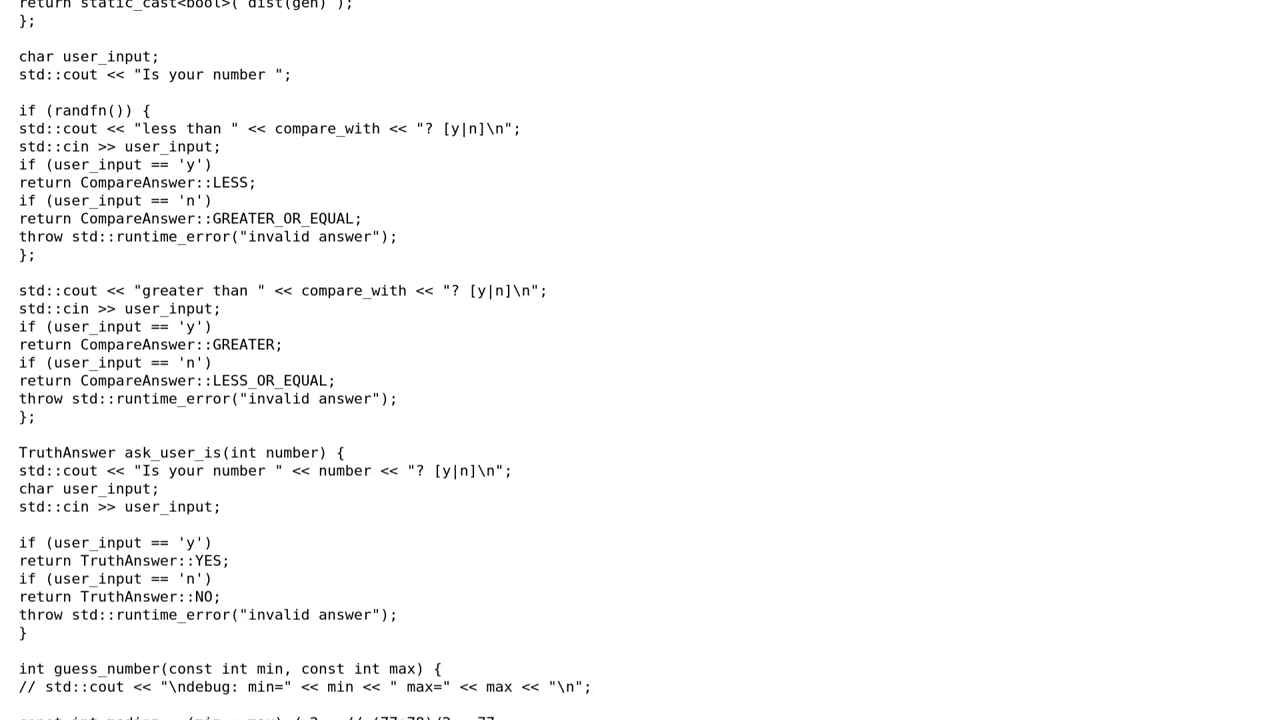 return static_cast<bool>( dist(gen) );
};

char user_input;
std::cout << "Is your number ";

if (randfn()) {
std::cout << "less than " << compare_with << "? [y|n]\n";
std::cin >> user_input;
if (user_input == 'y')
return CompareAnswer::LESS;
if (user_input == 'n')
return CompareAnswer::GREATER_OR_EQUAL;
throw std::runtime_error("invalid answer");
};

std::cout << "greater than " << compare_with << "? [y|n]\n";
std::cin >> user_input;
if (user_input == 'y')
return CompareAnswer::GREATER;
if (user_input == 'n')
return CompareAnswer::LESS_OR_EQUAL;
throw std::runtime_error("invalid answer");
};

TruthAnswer ask_user_is(int number) {
std::cout << "Is your number " << number << "? [y|n]\n";
char user_input;
std::cin >> user_input;

if (user_input == 'y')
return TruthAnswer::YES;
if (user_input == 'n')
return TruthAnswer::NO;
throw std::runtime_error("invalid answer");
}

int guess_number(const int min, const int max) {
// std::cout << "\ndebug: min=" << min << " max=" << max << "\n";